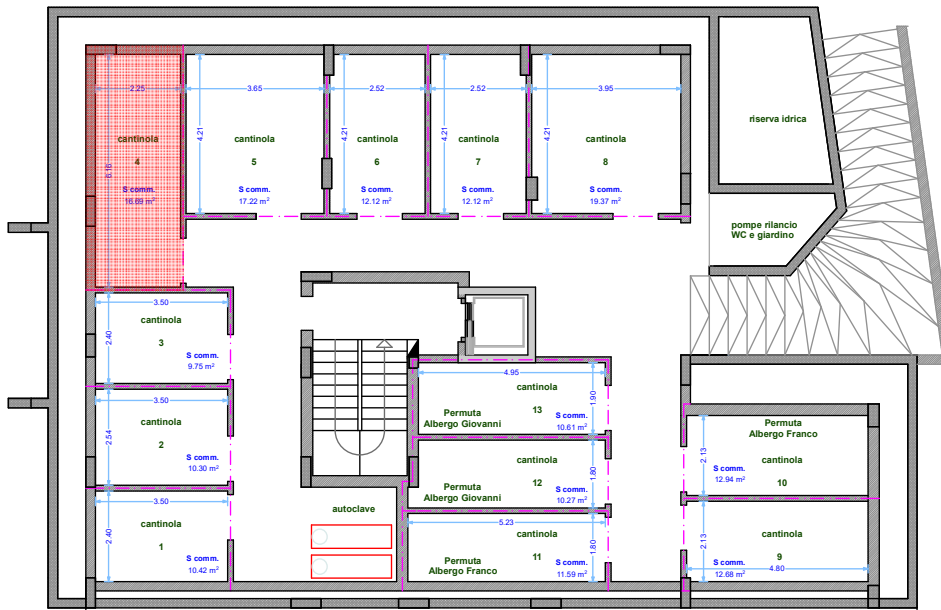 2.25
3.65
2.52
2.52
3.95
6.16
4.21
4.21
4.21
4.21
cantinola
4
S comm.
16.69 m²
cantinola
5
S comm.
17.22 m²
cantinola
6
S comm.
12.12 m²
cantinola
7
S comm.
12.12 m²
cantinola
8
S comm.
19.37 m²
riserva idrica
pompe rilancio
WC e giardino
3.50
2.40
cantinola
3
S comm.
9.75 m²
3.50
2.54
cantinola
2
S comm.
10.30 m²
3.50
2.40
cantinola
1
S comm.
10.42 m²
autoclave
4.95
1.90
cantinola
13
Permuta
Albergo Giovanni
S comm.
10.61 m²
1.80
cantinola
12
Permuta
Albergo Giovanni
S comm.
10.27 m²
5.23
1.80
cantinola
11
Permuta
Albergo Franco
S comm.
11.59 m²
Permuta
Albergo Franco
2.13
cantinola
10
S comm.
12.94 m²
2.13
cantinola
9
S comm.
12.68 m²
4.80